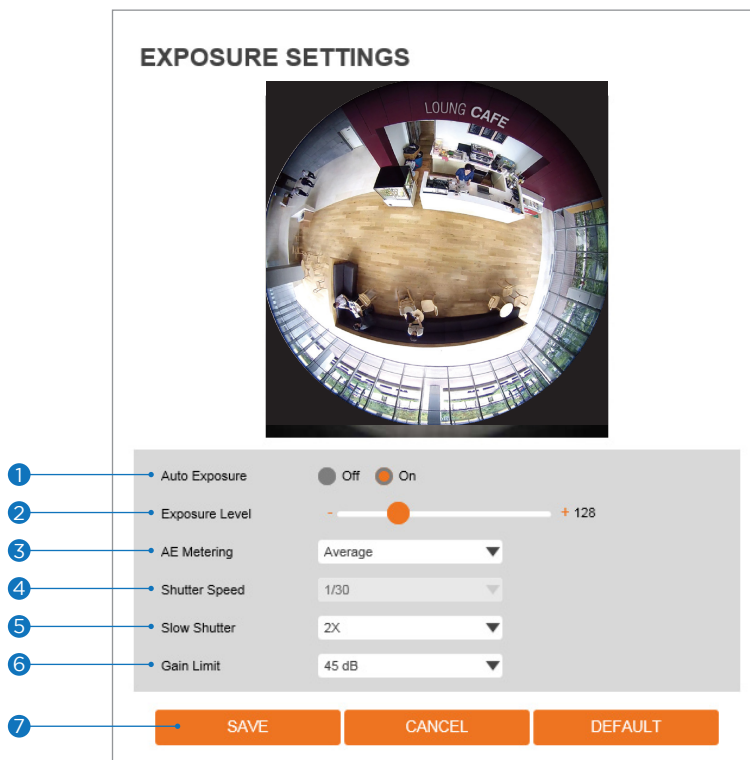 EXPOSURE SETTINGS
LOUNG CAFE
1 Auto Exposure Off On
2 Exposure Level - + 128
3 AE Metering Average
4 Shutter Speed 1/30
5 Slow Shutter 2X
6 Gain Limit 45 dB
7 SAVE CANCEL DEFAULT